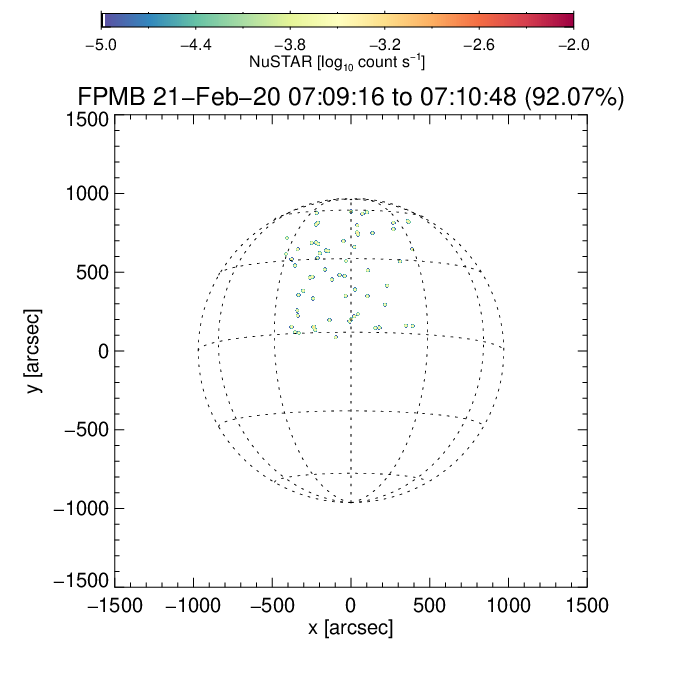 −5.0 −4.4 −3.8 −3.2 −2.6 −2.0
NuSTAR [log₁₀ count s⁻¹]
FPMB 21−Feb−20 07:09:16 to 07:10:48 (92.07%)
1500
1000
500
0
−500
−1000
−1500
y [arcsec]
−1500 −1000 −500 0 500 1000 1500
x [arcsec]